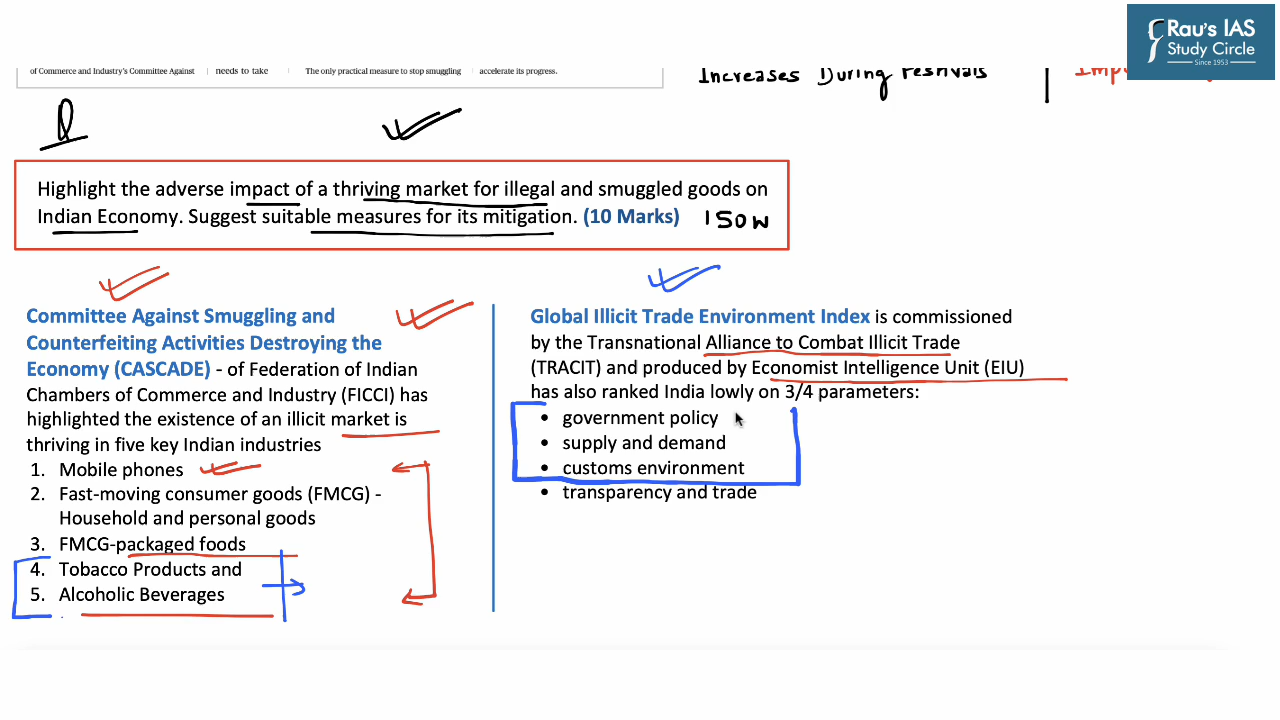 Rau's IAS
Study Circle
Since 1953
of Commerce and Industry's Committee Against
needs to take
The only practical measure to stop smuggling
accelerate its progress.
Increases During Festivals
Q
Highlight the adverse impact of a thriving market for illegal and smuggled goods on
Indian Economy. Suggest suitable measures for its mitigation. (10 Marks) 150W
Committee Against Smuggling and
Counterfeiting Activities Destroying the
Economy (CASCADE) - of Federation of Indian
Chambers of Commerce and Industry (FICCI) has
highlighted the existence of an illicit market is
thriving in five key Indian industries
1. Mobile phones
2. Fast-moving consumer goods (FMCG) -
Household and personal goods
3. FMCG-packaged foods
4. Tobacco Products and
5. Alcoholic Beverages
Global Illicit Trade Environment Index is commissioned
by the Transnational Alliance to Combat Illicit Trade
(TRACIT) and produced by Economist Intelligence Unit (EIU)
has also ranked India lowly on 3/4 parameters:
• government policy
• supply and demand
• customs environment
• transparency and trade